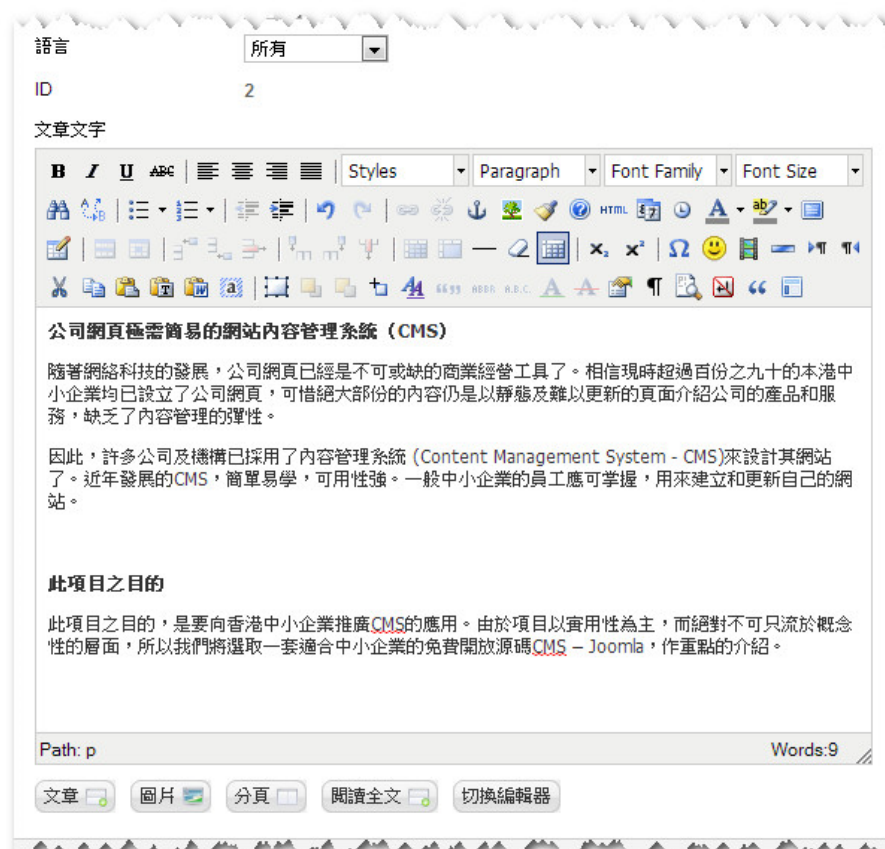 語言 所有
ID 2
文章文字
B I U ABC Styles Paragraph Font Family Font Size
HTML
ABBR A.B.C.
公司網頁極需簡易的網站內容管理系統 (CMS)
隨著網絡科技的發展，公司網頁已經是不可或缺的商業經營工具了。相信現時超過百份之九十的本港中
小企業均已設立了公司網頁，可惜絕大部份的內容仍是以靜態及難以更新的頁面介紹公司的產品和服
務，缺乏了內容管理的彈性。
因此，許多公司及機構已採用了內容管理系統 (Content Management System - CMS)來設計其網站
了。近年發展的CMS，簡單易學，可用性強。一般中小企業的員工應可掌握，用來建立和更新自己的網
站。
此項目之目的
此項目之目的，是要向香港中小企業推廣CMS的應用。由於項目以實用性為主，而絕對不可只流於概念
性的層面，所以我們將選取一套適合中小企業的免費開放源碼CMS – Joomla，作重點的介紹。
Path: p Words:9
文章 圖片 分頁 閱讀全文 切換編輯器